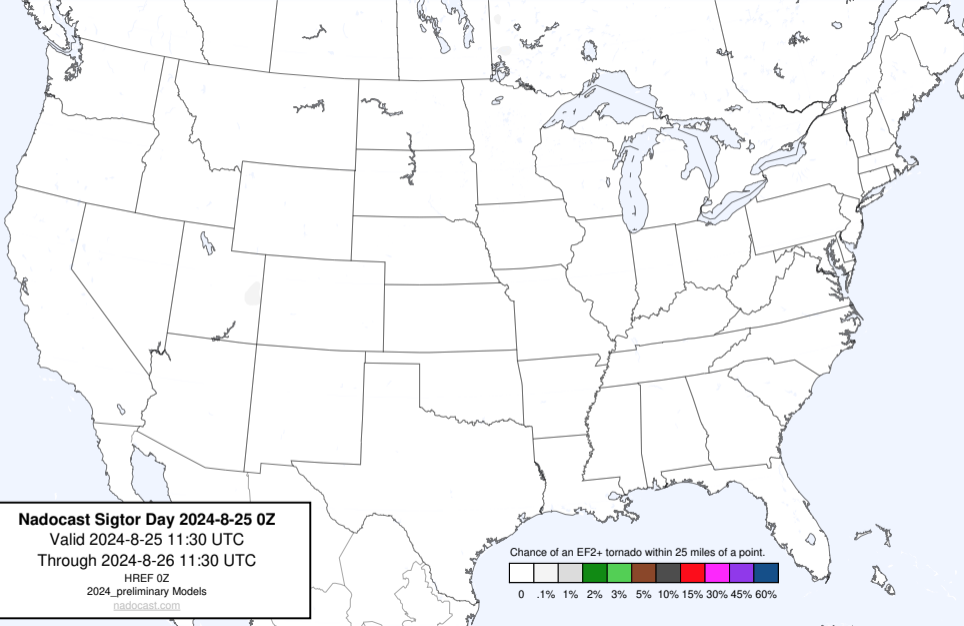 Nadocast Sigtor Day 2024-8-25 0Z
Valid 2024-8-25 11:30 UTC
Through 2024-8-26 11:30 UTC
HREF 0Z
2024_preliminary Models
nadocast.com
Chance of an EF2+ tornado within 25 miles of a point.
0 .1% 1% 2% 3% 5% 10% 15% 30% 45% 60%